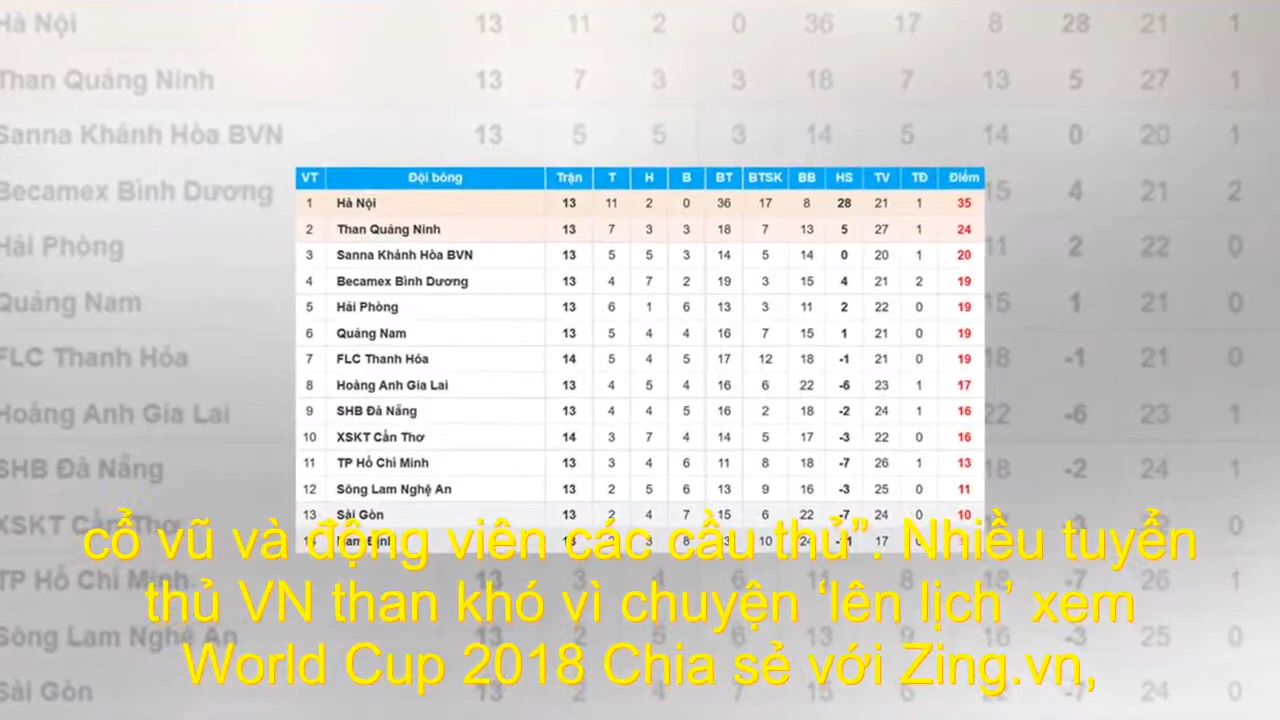 VT Đội bóng Trận T H B BT BTSK BB HS TV TĐ Điểm
1 Hà Nội 13 11 2 0 36 17 8 28 21 1 35
2 Than Quảng Ninh 13 7 3 3 18 7 13 5 27 1 24
3 Sanna Khánh Hòa BVN 13 5 5 3 14 5 14 0 20 1 20
4 Becamex Bình Dương 13 4 7 2 19 3 15 4 21 2 19
5 Hải Phòng 13 6 1 6 13 3 11 2 22 0 19
6 Quảng Nam 13 5 4 4 16 7 15 1 21 0 19
7 FLC Thanh Hóa 14 5 4 5 17 12 18 -1 21 0 19
8 Hoàng Anh Gia Lai 13 4 5 4 16 6 22 -6 23 1 17
9 SHB Đà Nẵng 13 4 4 5 16 2 18 -2 24 1 16
10 XSKT Cần Thơ 14 3 7 4 14 5 17 -3 22 0 16
11 TP Hồ Chí Minh 13 3 4 6 11 8 18 -7 26 1 13
12 Sông Lam Nghệ An 13 2 5 6 13 9 16 -3 25 0 11
13 Sài Gòn 13 2 4 7 15 6 22 -7 24 0 10
cổ vũ và động viên các cầu thủ”. Nhiều tuyển
thủ VN than khó vì chuyện ‘lên lịch’ xem
World Cup 2018 Chia sẻ với Zing.vn,